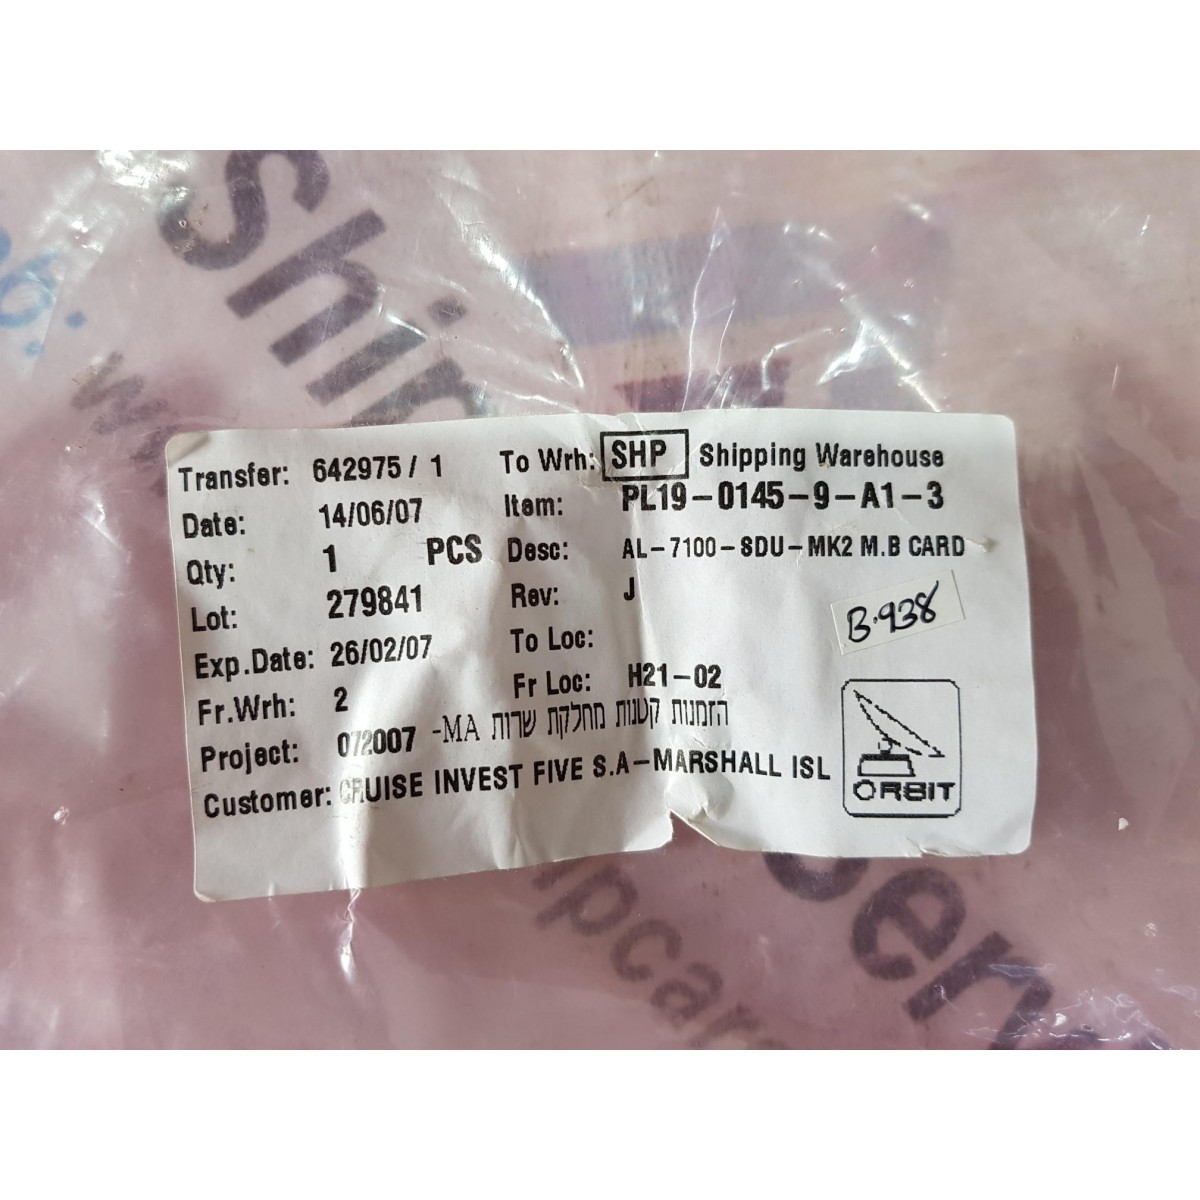 Ship
Transfer: 642975 / 1 To Wrh: SHP Shipping Warehouse
Date: 14/06/07 Item: PL19-0145-9-A1-3
Qty: 1 PCS Desc: AL-7100-SDU-MK2 M.B CARD
Lot: 279841 Rev: J
Exp.Date: 26/02/07 To Loc:
Fr.Wrh: 2 Fr Loc: H21-02
Project: 072007 -MA הזמנות קטנות מחלקת שרות
Customer: CRUISE INVEST FIVE S.A-MARSHALL ISL
B.938
ORBIT